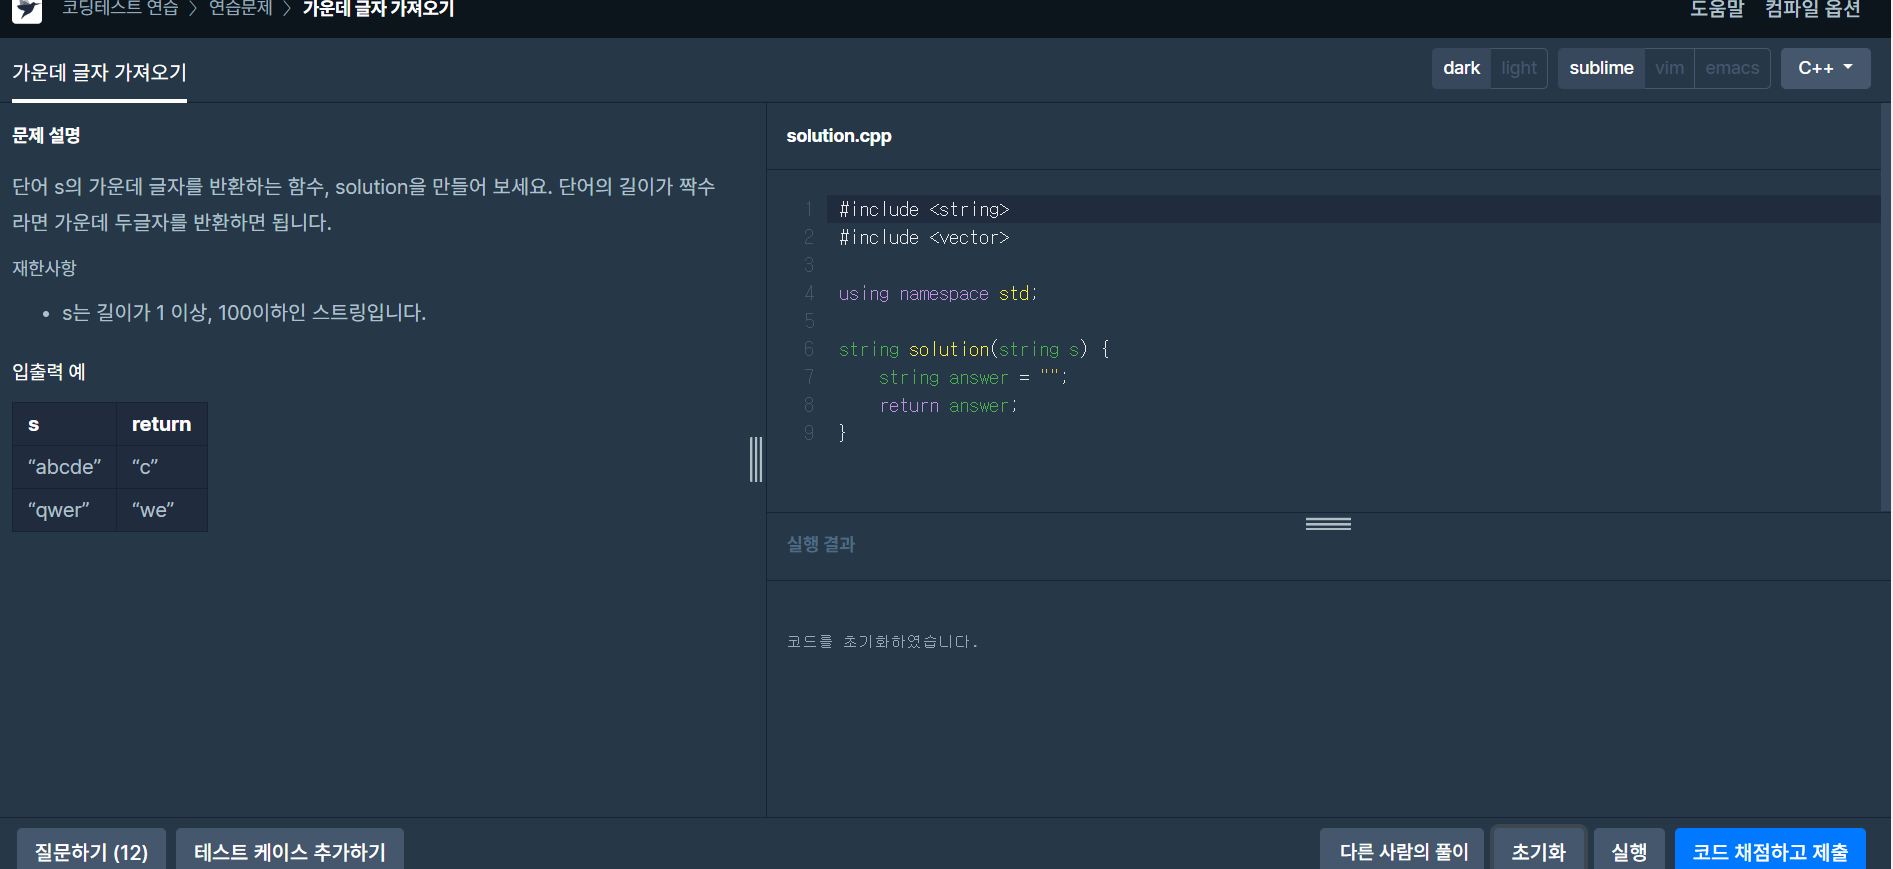 코딩테스트 연습 > 연습문제 > 가운데 글자 가져오기
도움말 컴파일 옵션
가운데 글자 가져오기
dark light sublime vim emacs C++
문제 설명
단어 s의 가운데 글자를 반환하는 함수, solution을 만들어 보세요. 단어의 길이가 짝수
라면 가운데 두글자를 반환하면 됩니다.
재한사항
• s는 길이가 1 이상, 100이하인 스트링입니다.
입출력 예
s return
“abcde” “c”
“qwer” “we”
solution.cpp
1 #include <string>
2 #include <vector>
3
4 using namespace std;
5
6 string solution(string s) {
7     string answer = "";
8     return answer;
9 }
실행 결과
코드를 초기화하였습니다.
질문하기 (12) 테스트 케이스 추가하기
다른 사람의 풀이 초기화 실행 코드 채점하고 제출